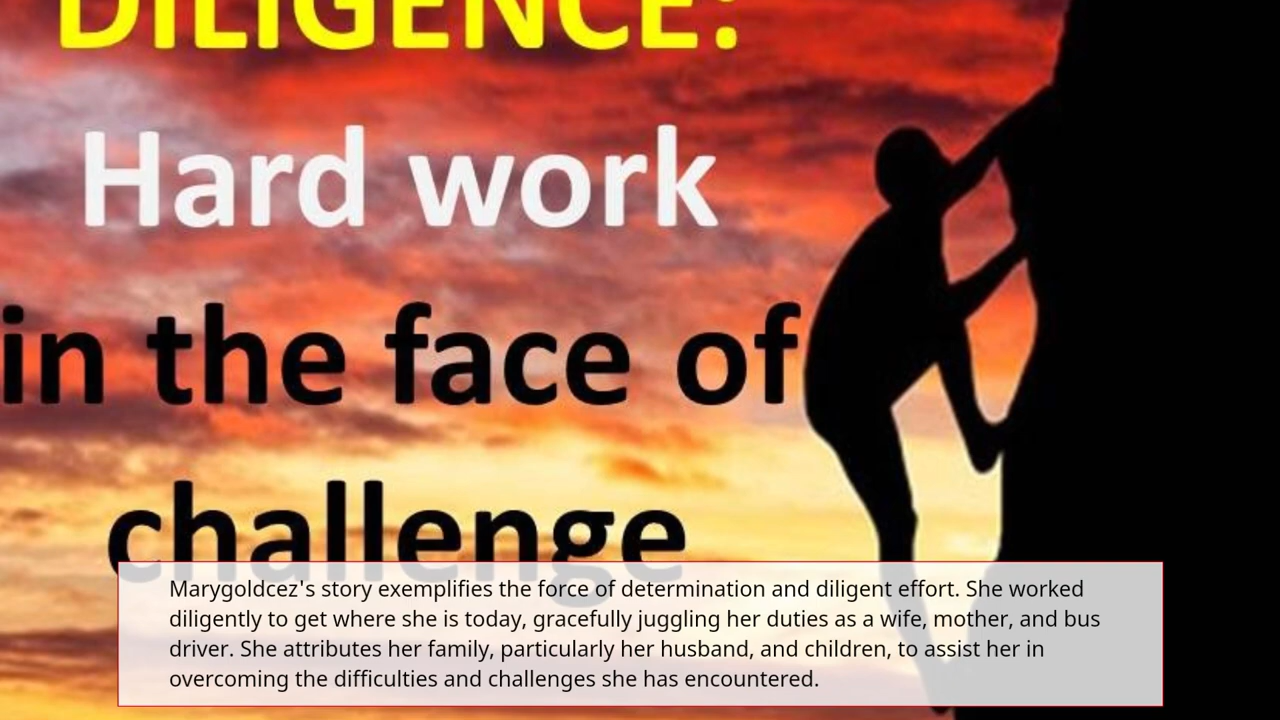 DILIGENCE:
Hard work
in the face of
challenge
Marygoldcez's story exemplifies the force of determination and diligent effort. She worked
diligently to get where she is today, gracefully juggling her duties as a wife, mother, and bus
driver. She attributes her family, particularly her husband, and children, to assist her in
overcoming the difficulties and challenges she has encountered.